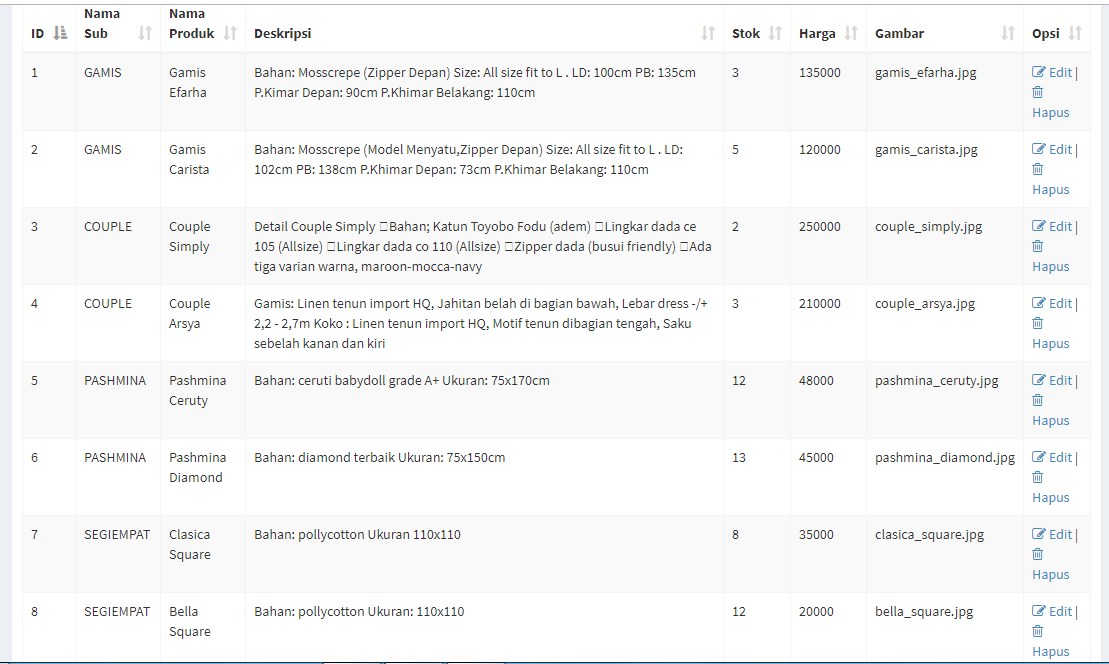 ID Nama Sub Nama Produk Deskripsi Stok Harga Gambar Opsi
1 GAMIS Gamis Efarha Bahan: Mosscrepe (Zipper Depan) Size: All size fit to L . LD: 100cm PB: 135cm
P.Kimar Depan: 90cm P.Khimar Belakang: 110cm 3 135000 gamis_efarha.jpg Edit |
Hapus
2 GAMIS Gamis Carista Bahan: Mosscrepe (Model Menyatu,Zipper Depan) Size: All size fit to L . LD:
102cm PB: 138cm P.Khimar Depan: 73cm P.Khimar Belakang: 110cm 5 120000 gamis_carista.jpg Edit |
Hapus
3 COUPLE Couple Simply Detail Couple Simply □Bahan; Katun Toyobo Fodu (adem) □Lingkar dada ce
105 (Allsize) □Lingkar dada co 110 (Allsize) □Zipper dada (busui friendly) □Ada
tiga varian warna, maroon-mocca-navy 2 250000 couple_simply.jpg Edit |
Hapus
4 COUPLE Couple Arsya Gamis: Linen tenun import HQ, Jahitan belah di bagian bawah, Lebar dress -/+
2,2 - 2,7m Koko : Linen tenun import HQ, Motif tenun dibagian tengah, Saku
sebelah kanan dan kiri 3 210000 couple_arsya.jpg Edit |
Hapus
5 PASHMINA Pashmina Ceruty Bahan: ceruti babydoll grade A+ Ukuran: 75x170cm 12 48000 pashmina_ceruty.jpg Edit |
Hapus
6 PASHMINA Pashmina Diamond Bahan: diamond terbaik Ukuran: 75x150cm 13 45000 pashmina_diamond.jpg Edit |
Hapus
7 SEGIEMPAT Clasica Square Bahan: pollycotton Ukuran 110x110 8 35000 clasica_square.jpg Edit |
Hapus
8 SEGIEMPAT Bella Square Bahan: pollycotton Ukuran: 110x110 12 20000 bella_square.jpg Edit |
Hapus